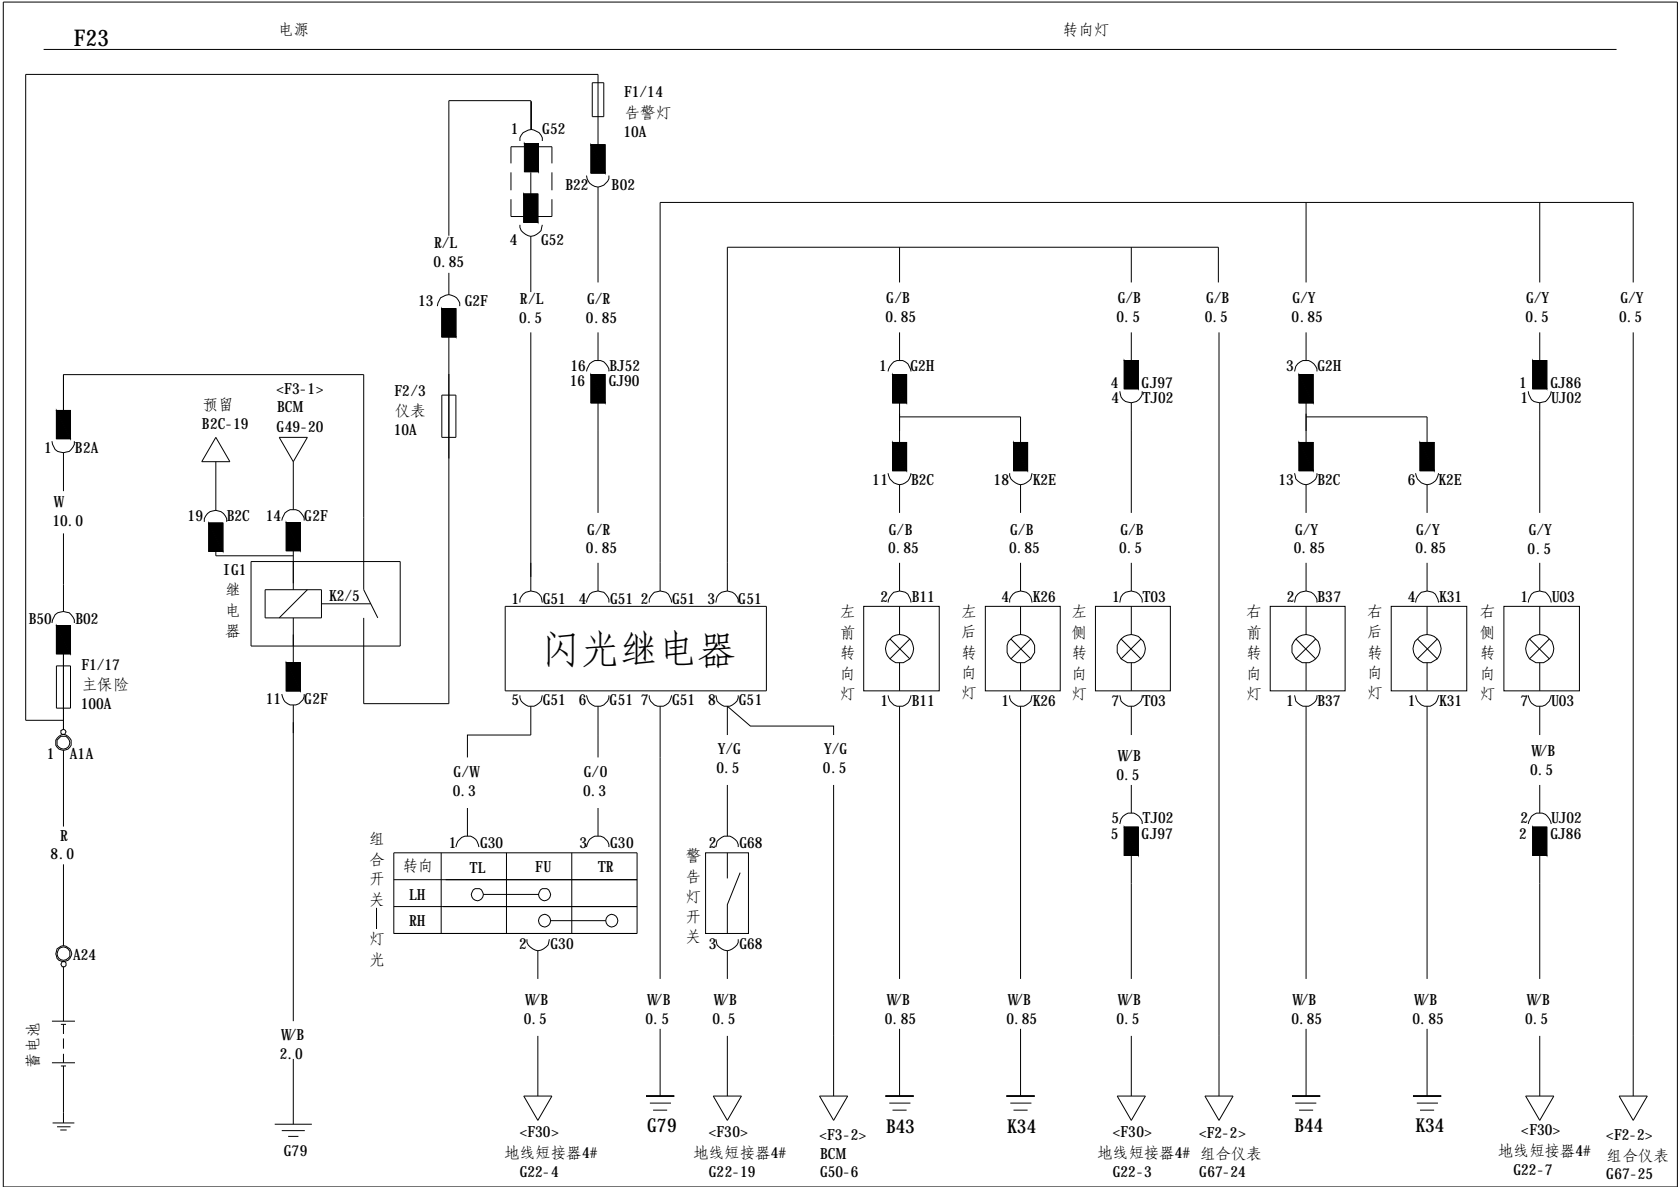 F23
电源
转向灯
F1/14
告警灯
10A
1 G52
B22 B02
4 G52
R/L
0.85
13 G2F
R/L
0.5
G/R
0.85
16 BJ52
16 GJ90
G/B
0.85
G/B
0.5
G/B
0.5
G/Y
0.85
G/Y
0.5
G/Y
0.5
1 G2H
4 GJ97
4 TJ02
3 G2H
1 GJ86
1 UJ02
<F3-1>
BCM
G49-20
预留
B2C-19
F2/3
仪表
10A
1 B2A
W
10.0
19 B2C
14 G2F
11 B2C
18 K2E
13 B2C
6 K2E
G/R
0.85
G/B
0.85
G/B
0.85
G/B
0.5
G/Y
0.85
G/Y
0.85
G/Y
0.5
IG1
继电器
K2/5
B50 B02
F1/17
主保险
100A
11 G2F
1 G51
4 G51
2 G51
3 G51
闪光继电器
5 G51
6 G51
7 G51
8 G51
2 B11
左前转向灯
1 B11
4 K26
左后转向灯
1 K26
1 T03
左侧转向灯
7 T03
2 B37
右前转向灯
1 B37
4 K31
右后转向灯
1 K31
1 U03
右侧转向灯
7 U03
1 A1A
R
8.0
A24
蓄电池
G/W
0.3
G/O
0.3
Y/G
0.5
Y/G
0.5
W/B
0.5
W/B
0.5
5 TJ02
5 GJ97
2 UJ02
2 GJ86
组合开关—灯光
1 G30
3 G30
转向 TL FU TR
LH
RH
2 G30
警告灯开关
2 G68
3 G68
W/B
2.0
W/B
0.5
W/B
0.5
W/B
0.5
W/B
0.85
W/B
0.85
W/B
0.5
W/B
0.85
W/B
0.85
W/B
0.5
G79
<F30>
地线短接器4#
G22-4
G79
<F30>
地线短接器4#
G22-19
<F3-2>
BCM
G50-6
B43
K34
<F30>
地线短接器4#
G22-3
<F2-2>
组合仪表
G67-24
B44
K34
<F30>
地线短接器4#
G22-7
<F2-2>
组合仪表
G67-25